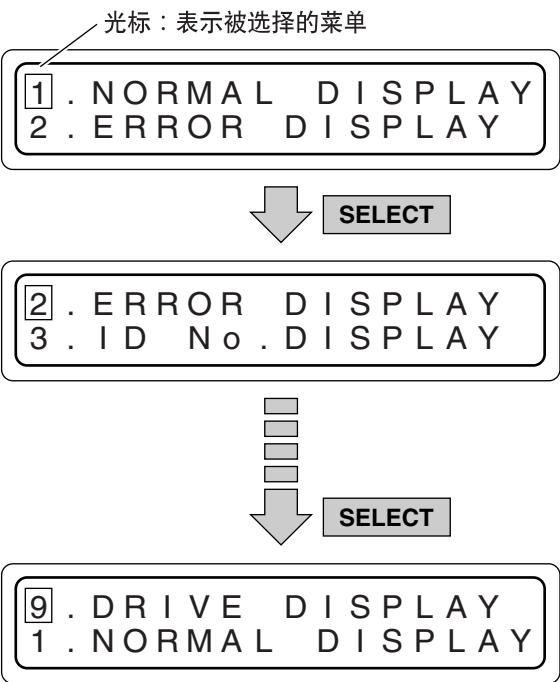 光标：表示被选择的菜单
1.NORMAL DISPLAY
2.ERROR DISPLAY
SELECT
2.ERROR DISPLAY
3.ID No.DISPLAY
SELECT
9.DRIVE DISPLAY
1.NORMAL DISPLAY